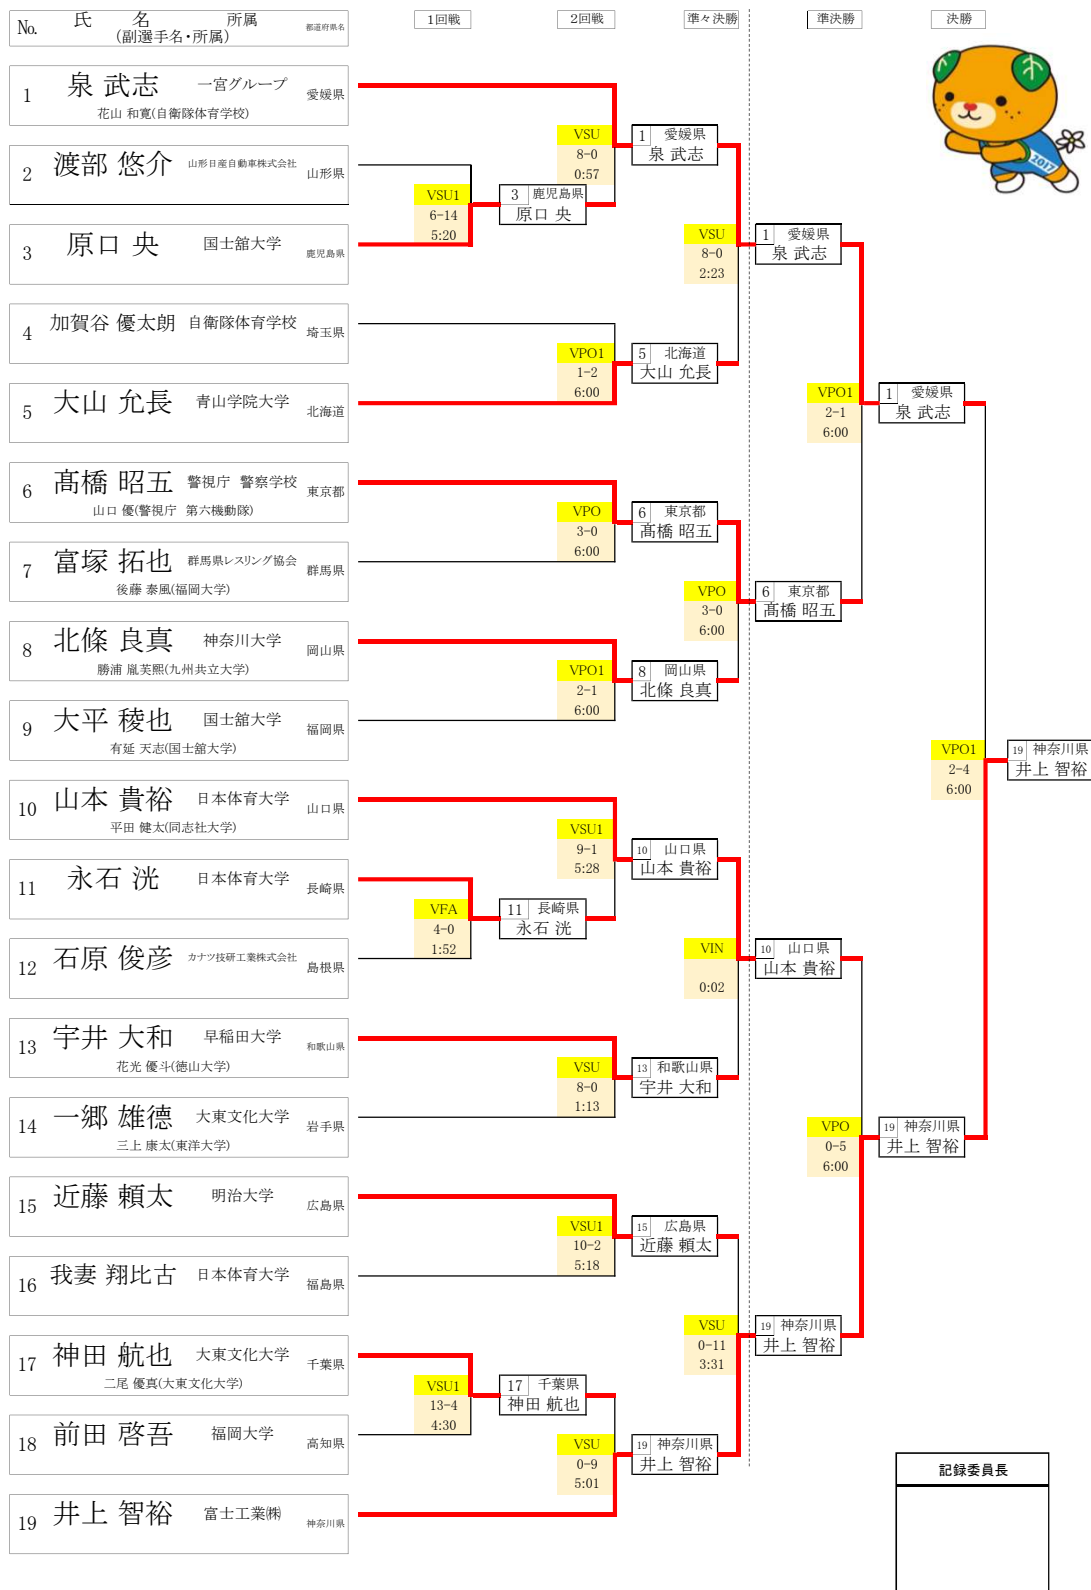 No. 氏 名 所属 都道府県名
(副選手名・所属)
1回戦 2回戦 準々決勝 準決勝 決勝
1 泉 武志 一宮グループ 愛媛県
花山 和寛(自衛隊体育学校)
2 渡部 悠介 山形日産自動車株式会社 山形県
3 原口 央 国士舘大学 鹿児島県
4 加賀谷 優太朗 自衛隊体育学校 埼玉県
5 大山 允長 青山学院大学 北海道
6 髙橋 昭五 警視庁 警察学校 東京都
山口 優(警視庁 第六機動隊)
7 富塚 拓也 群馬県レスリング協会 群馬県
後藤 泰風(福岡大学)
8 北條 良真 神奈川大学 岡山県
勝浦 胤芙熙(九州共立大学)
9 大平 稜也 国士舘大学 福岡県
有延 天志(国士舘大学)
10 山本 貴裕 日本体育大学 山口県
平田 健太(同志社大学)
11 永石 洸 日本体育大学 長崎県
12 石原 俊彦 カナツ技研工業株式会社 島根県
13 宇井 大和 早稲田大学 和歌山県
花光 優斗(徳山大学)
14 一郷 雄德 大東文化大学 岩手県
三上 康太(東洋大学)
15 近藤 頼太 明治大学 広島県
16 我妻 翔比古 日本体育大学 福島県
17 神田 航也 大東文化大学 千葉県
二尾 優真(大東文化大学)
18 前田 啓吾 福岡大学 高知県
19 井上 智裕 富士工業㈱ 神奈川県
VSU1
6-14
5:20
3 鹿児島県
原口 央
VFA
4-0
1:52
11 長崎県
永石 洸
VSU1
13-4
4:30
17 千葉県
神田 航也
VSU
8-0
0:57
1 愛媛県
泉 武志
VPO1
1-2
6:00
5 北海道
大山 允長
VPO
3-0
6:00
6 東京都
髙橋 昭五
VPO1
2-1
6:00
8 岡山県
北條 良真
VSU1
9-1
5:28
10 山口県
山本 貴裕
VSU
8-0
1:13
13 和歌山県
宇井 大和
VSU1
10-2
5:18
15 広島県
近藤 頼太
VSU
0-9
5:01
19 神奈川県
井上 智裕
VSU
8-0
2:23
1 愛媛県
泉 武志
VPO
3-0
6:00
6 東京都
髙橋 昭五
VIN
0:02
10 山口県
山本 貴裕
VSU
0-11
3:31
19 神奈川県
井上 智裕
VPO1
2-1
6:00
1 愛媛県
泉 武志
VPO
0-5
6:00
19 神奈川県
井上 智裕
VPO1
2-4
6:00
19 神奈川県
井上 智裕
2017
記録委員長